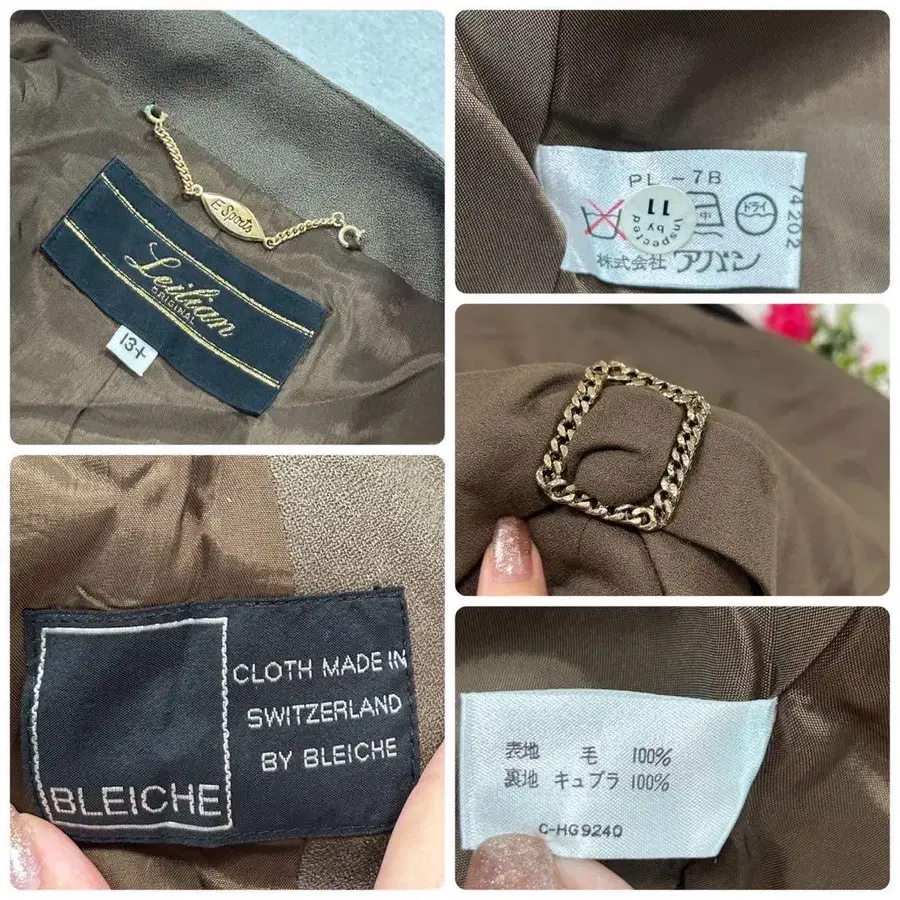 E Sports
Leilian
ORIGINAL
13+
PL-7B
Inspected
by
11
中
ドライ
74202
株式会社 アバン
BLEICHE
CLOTH MADE IN
SWITZERLAND
BY BLEICHE
表地 毛 100%
裏地 キュプラ 100%
C-HG9240